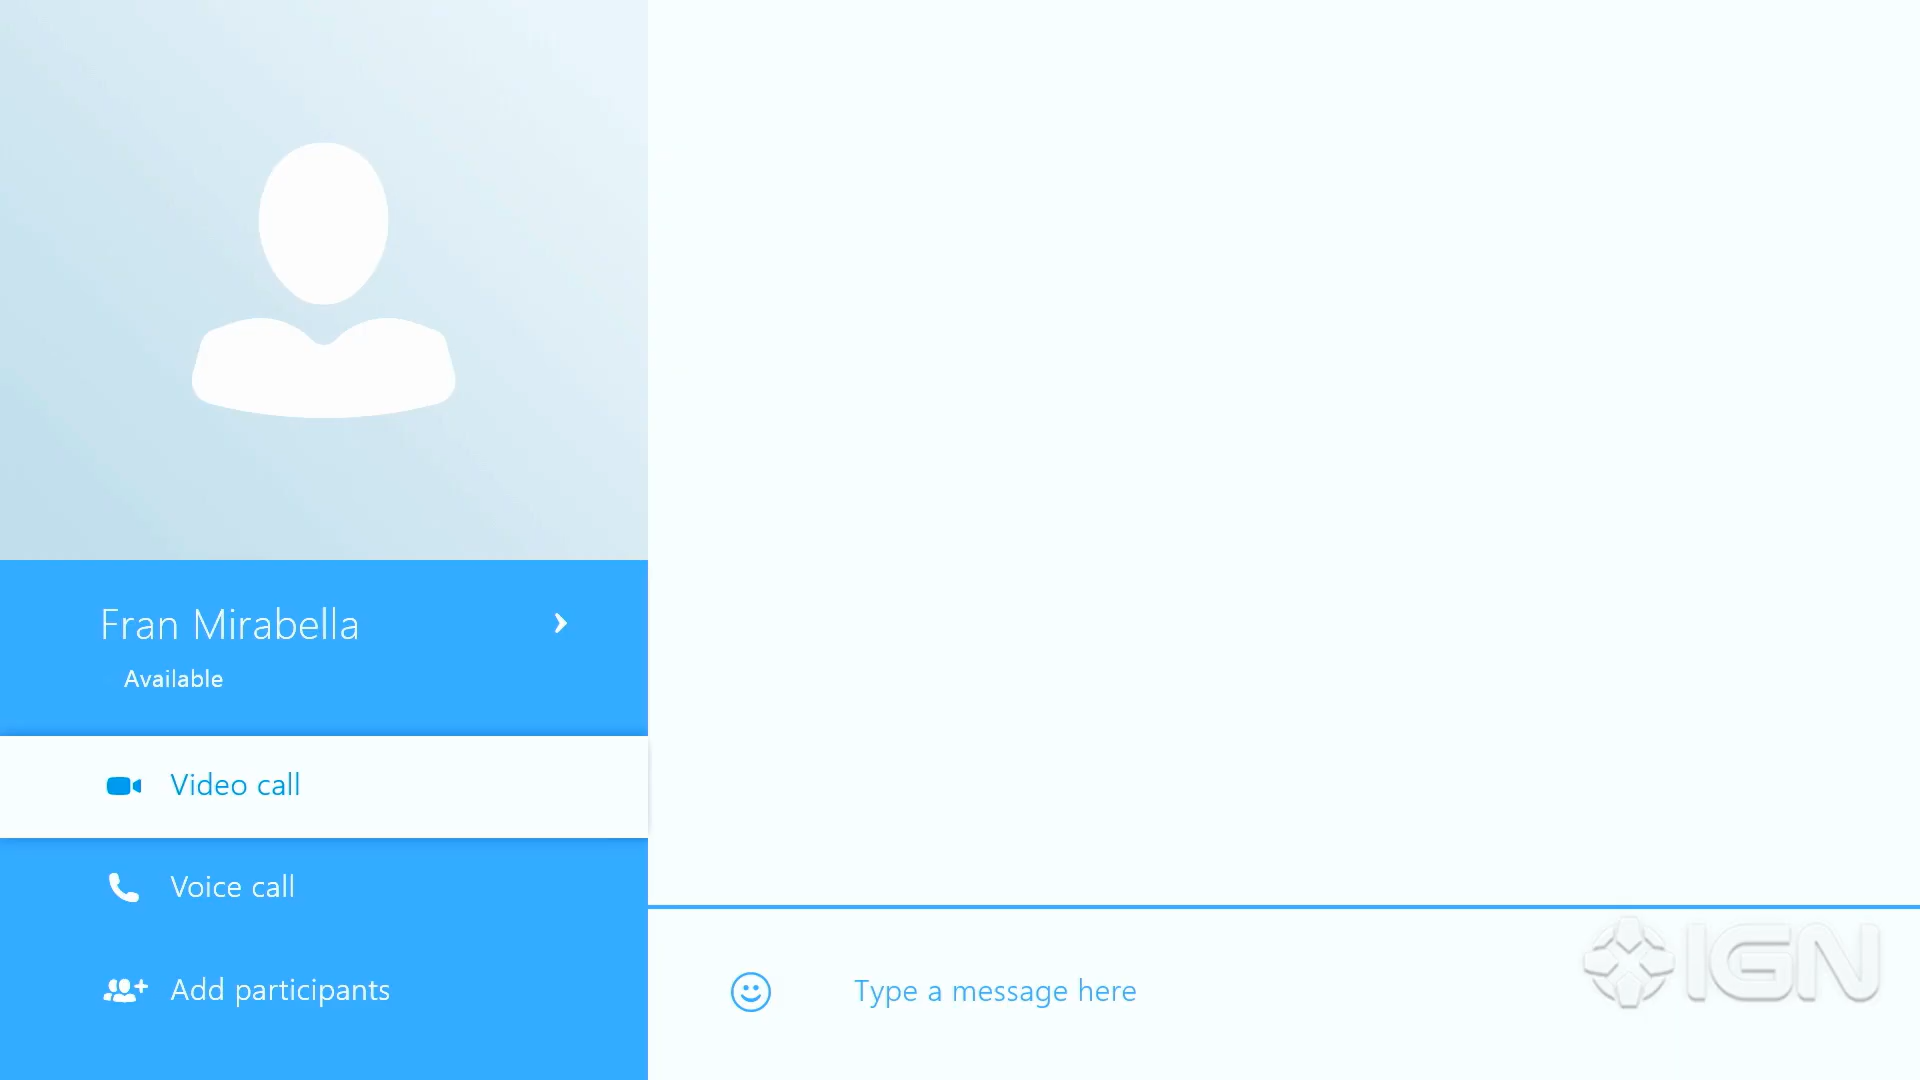 Fran Mirabella
Available
Video call
Voice call
Add participants
Type a message here
IGN